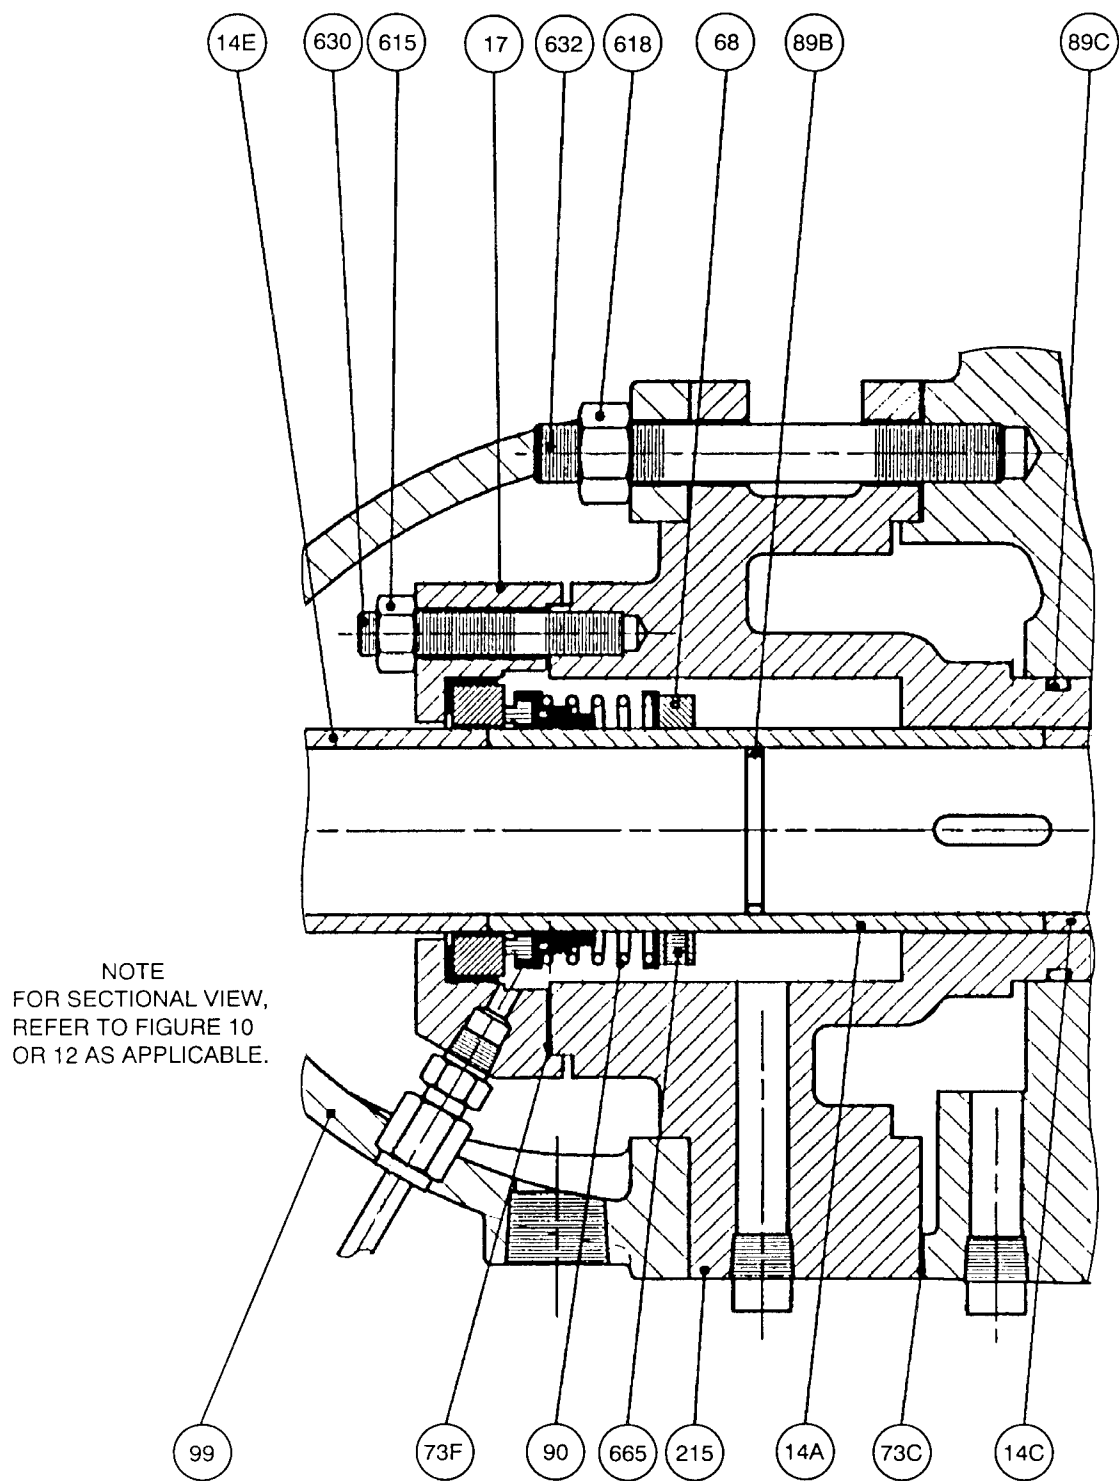 14E 630 615 17 632 618 68 89B 89C
NOTE
FOR SECTIONAL VIEW,
REFER TO FIGURE 10
OR 12 AS APPLICABLE.
99 73F 90 665 215 14A 73C 14C